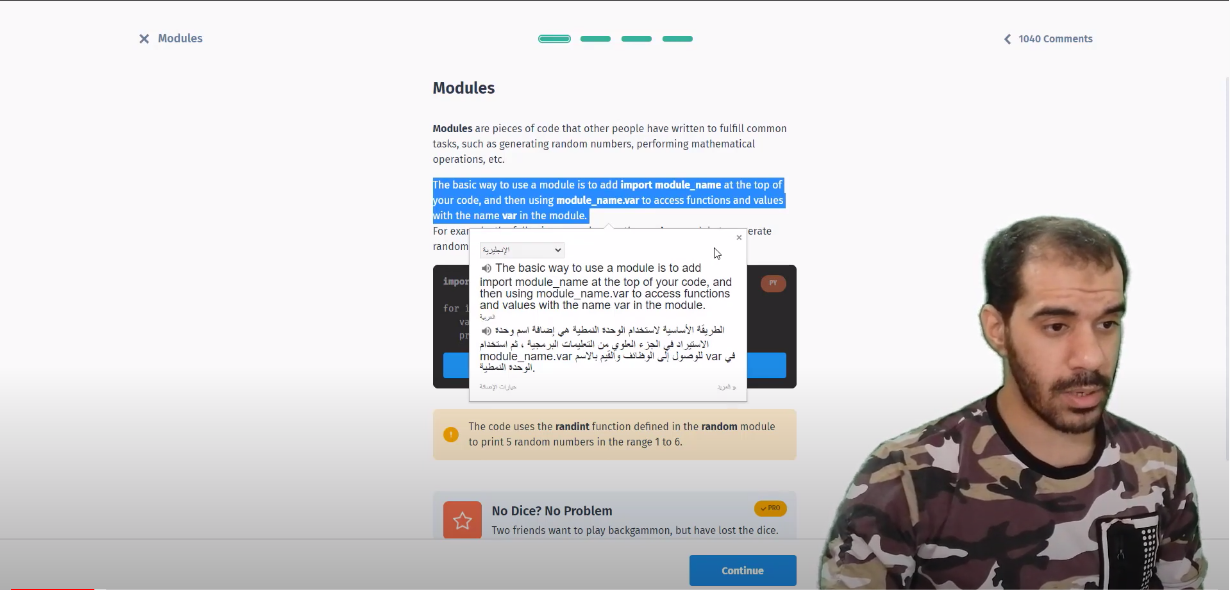 Modules
1040 Comments
Modules
Modules are pieces of code that other people have written to fulfill common
tasks, such as generating random numbers, performing mathematical
operations, etc.
The basic way to use a module is to add import module_name at the top of
your code, and then using module_name.var to access functions and values
with the name var in the module.
For
random
الإنجليزية
The basic way to use a module is to add
import module_name at the top of your code, and
then using module_name.var to access functions
and values with the name var in the module.
العربية
الطريقة الأساسية لاستخدام الوحدة النمطية هي إضافة اسم وحدة
الاستيراد في الجزء العلوي من التعليمات البرمجية ، ثم استخدام
module_name.var للوصول إلى الوظائف والقيم بالاسم var في
الوحدة النمطية.
خيارات الإضافة
المزيد »
PY
for
The code uses the randint function defined in the random module
to print 5 random numbers in the range 1 to 6.
No Dice? No Problem
PRO
Two friends want to play backgammon, but have lost the dice.
Continue